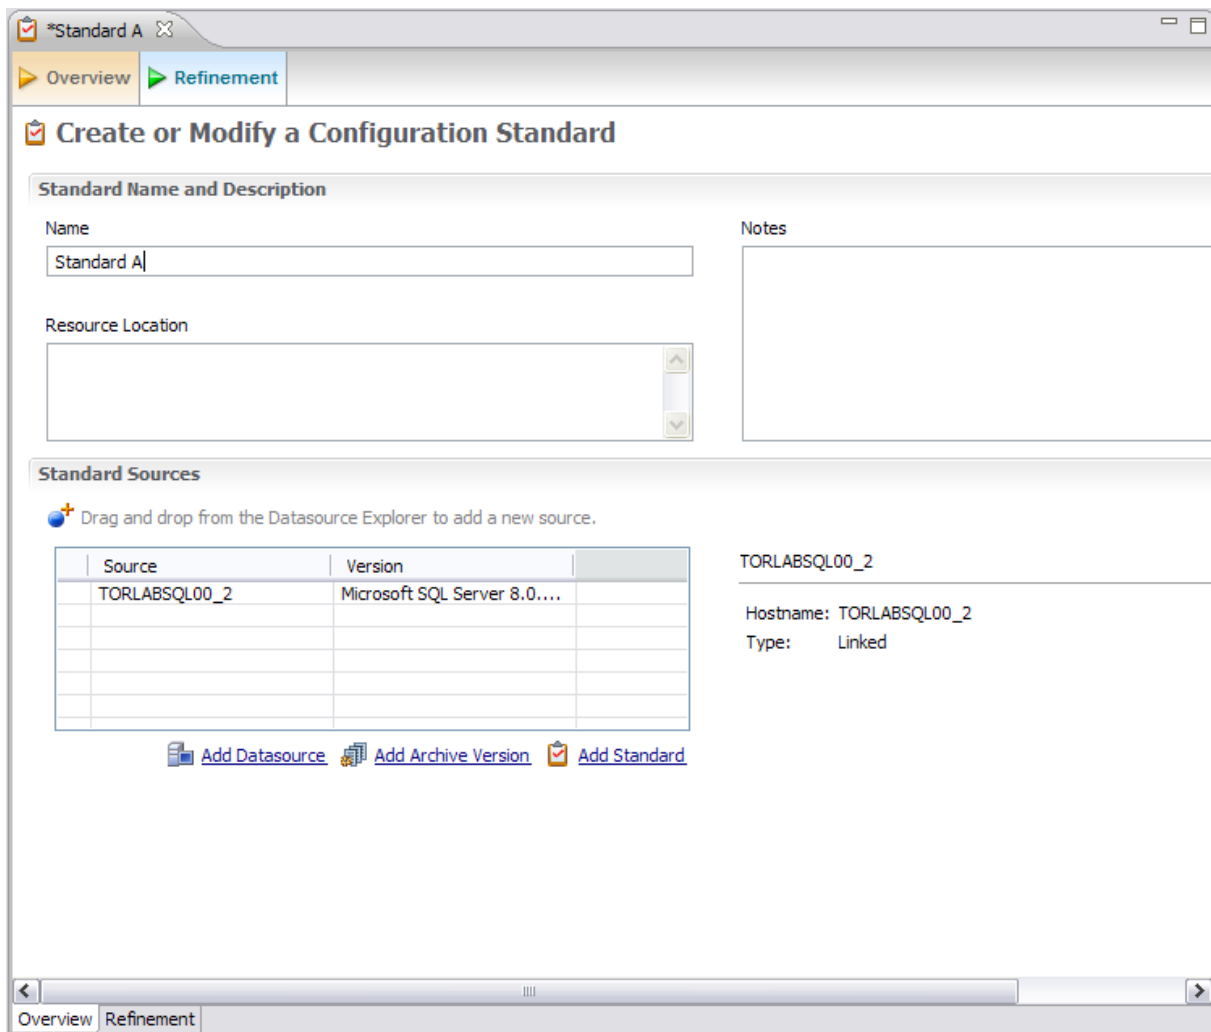 *Standard A
Overview Refinement
Create or Modify a Configuration Standard
Standard Name and Description
Name
Notes
Standard A
Resource Location
Standard Sources
Drag and drop from the Datasource Explorer to add a new source.
Source Version
TORLABSQL00_2 Microsoft SQL Server 8.0....
TORLABSQL00_2
Hostname: TORLABSQL00_2
Type: Linked
Add Datasource Add Archive Version Add Standard
Overview Refinement